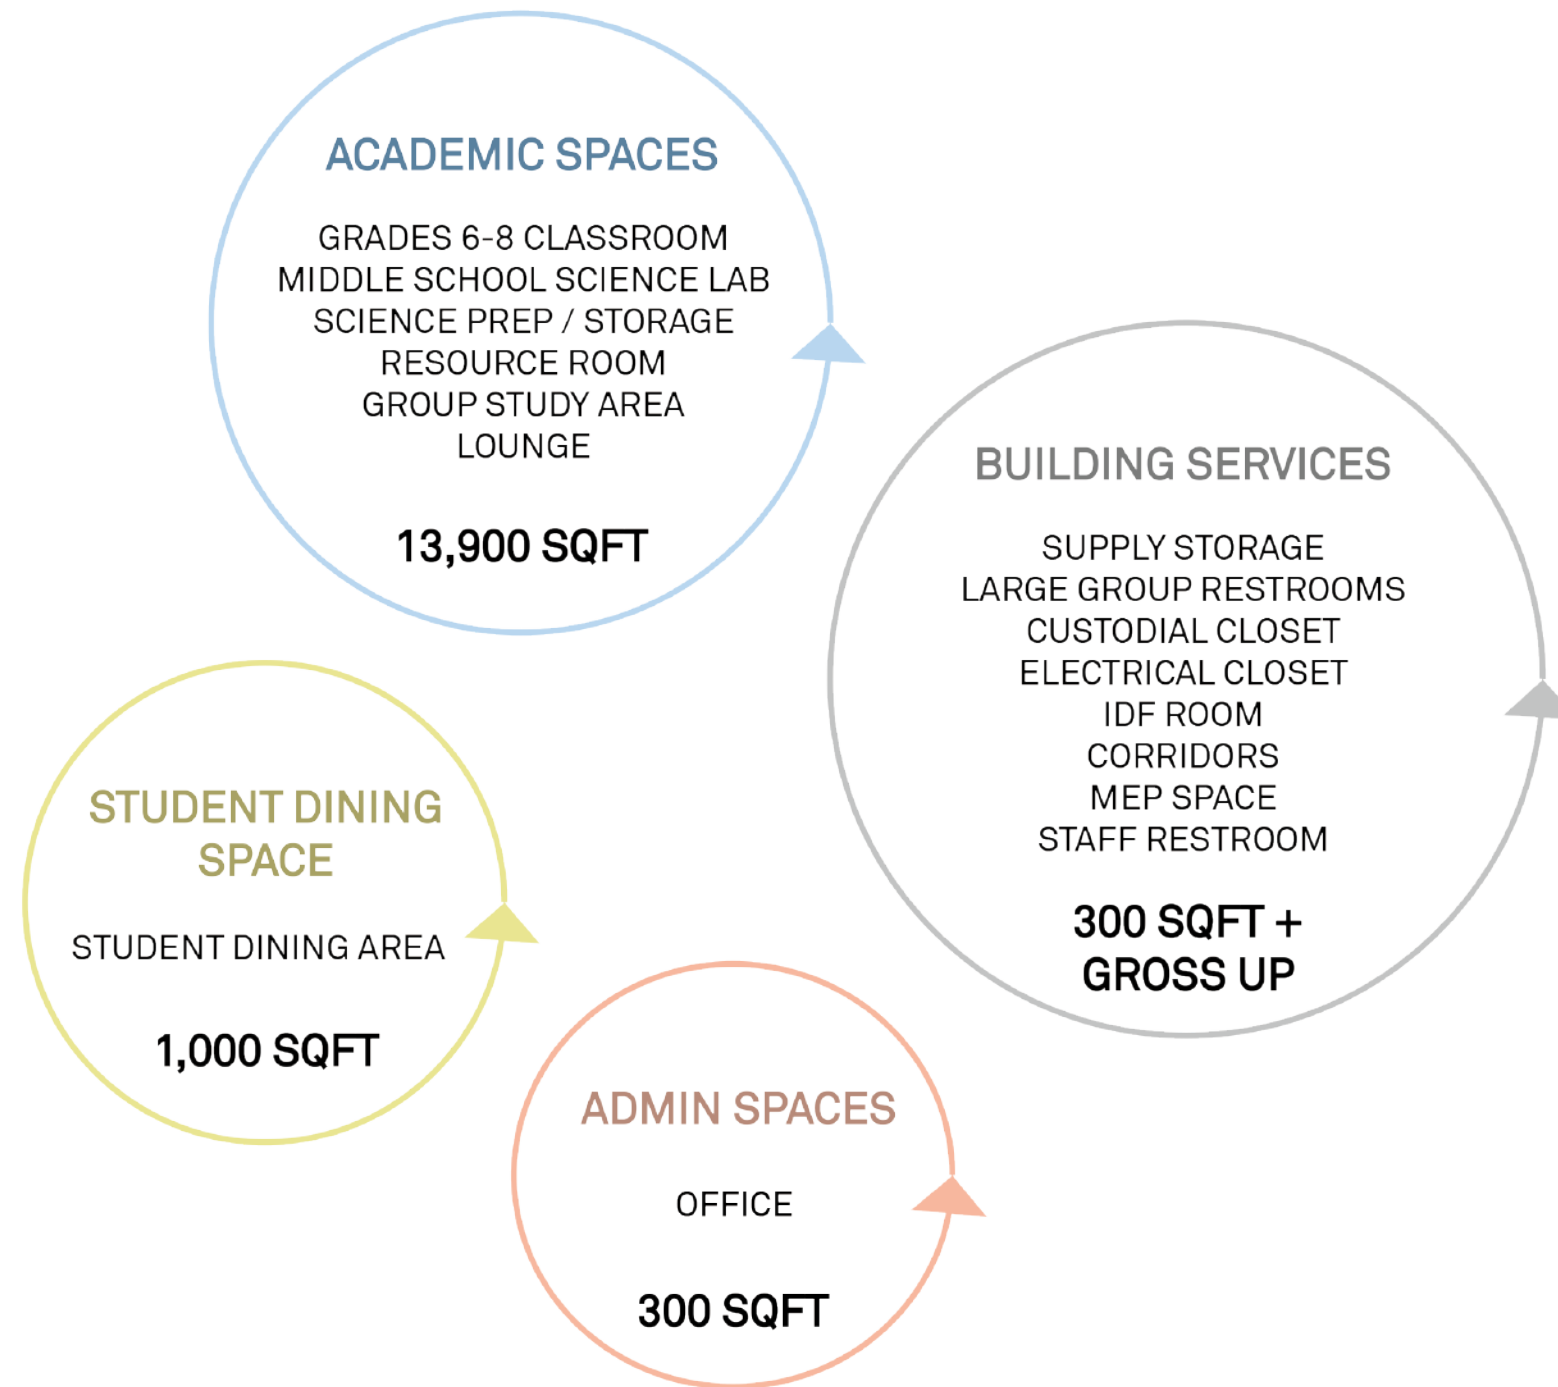 ACADEMIC SPACES
GRADES 6-8 CLASSROOM
MIDDLE SCHOOL SCIENCE LAB
SCIENCE PREP / STORAGE
RESOURCE ROOM
GROUP STUDY AREA
LOUNGE
13,900 SQFT
BUILDING SERVICES
SUPPLY STORAGE
LARGE GROUP RESTROOMS
CUSTODIAL CLOSET
ELECTRICAL CLOSET
IDF ROOM
CORRIDORS
MEP SPACE
STAFF RESTROOM
300 SQFT +
GROSS UP
STUDENT DINING
SPACE
STUDENT DINING AREA
1,000 SQFT
ADMIN SPACES
OFFICE
300 SQFT